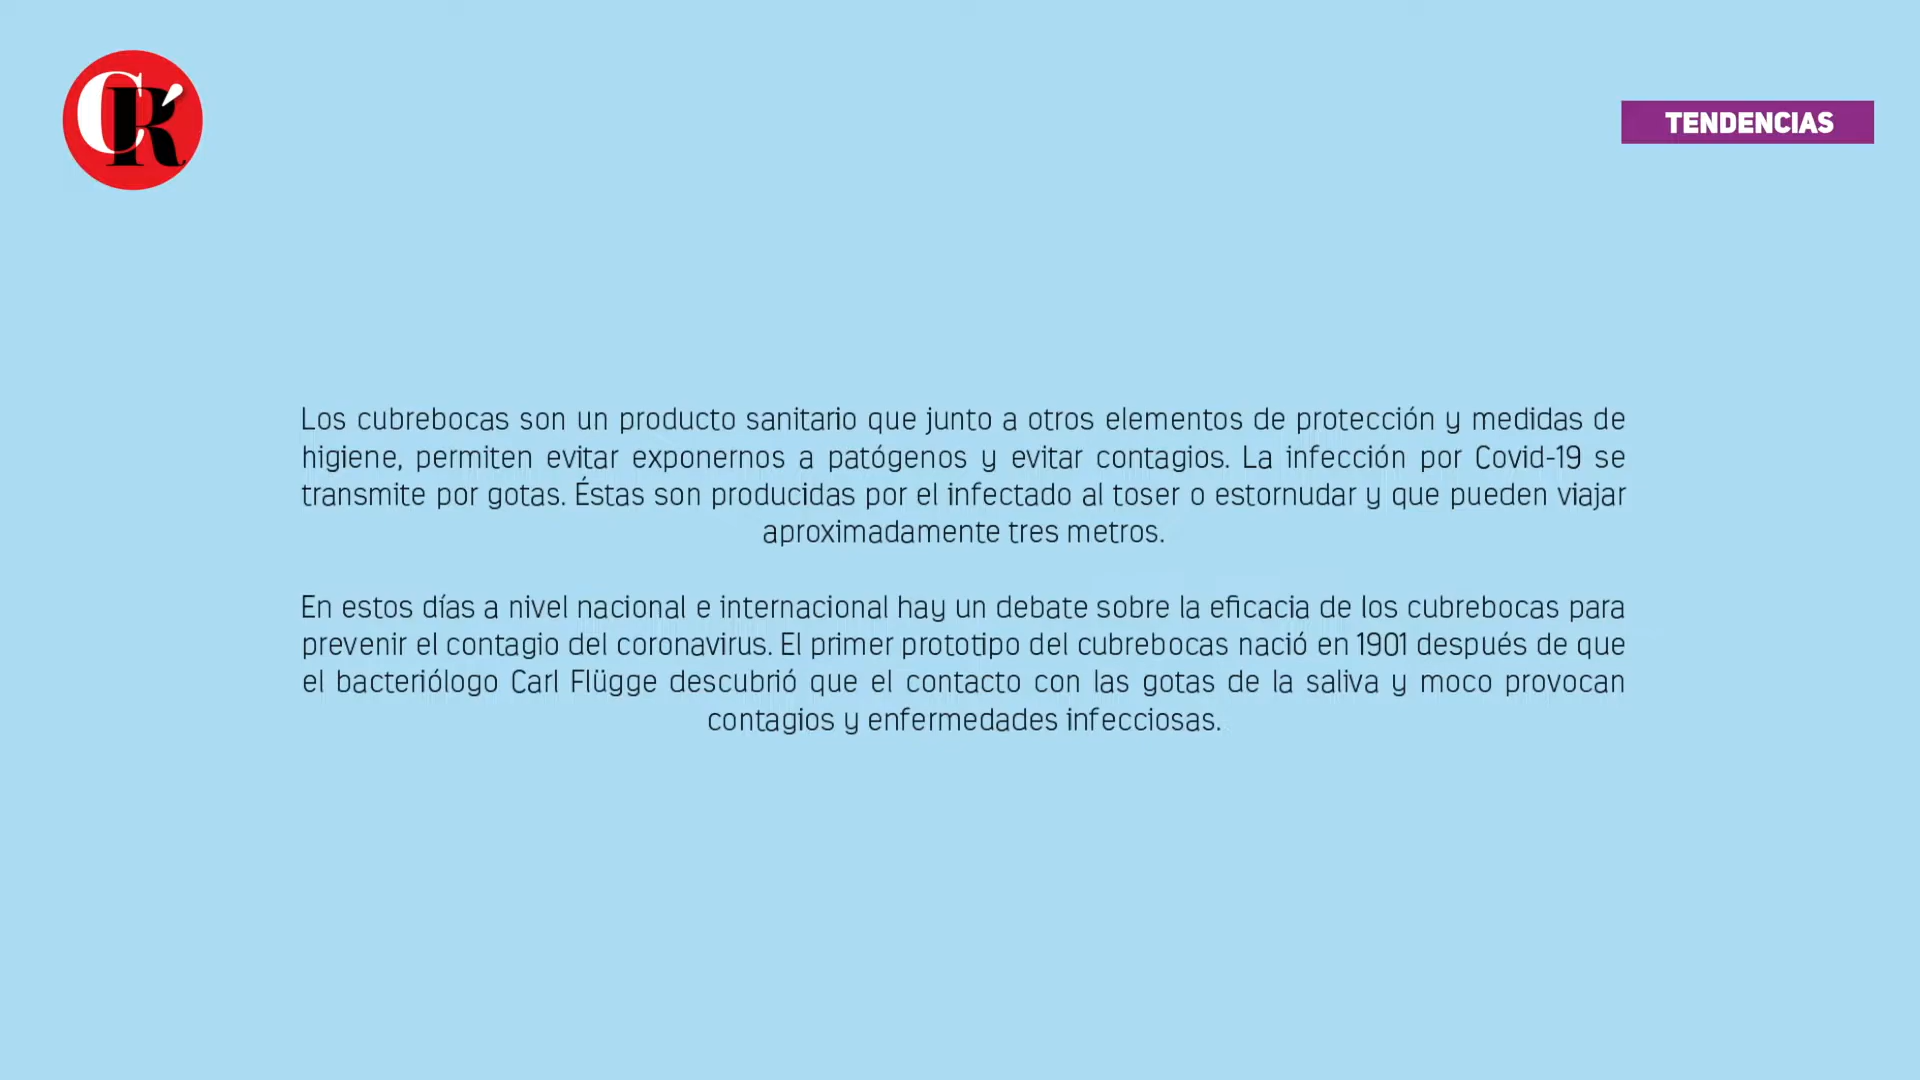 CŔ
TENDENCIAS
Los cubrebocas son un producto sanitario que junto a otros elementos de protección y medidas de
higiene, permiten evitar exponernos a patógenos y evitar contagios. La infección por Covid-19 se
transmite por gotas. Éstas son producidas por el infectado al toser o estornudar y que pueden viajar
aproximadamente tres metros.
En estos días a nivel nacional e internacional hay un debate sobre la eficacia de los cubrebocas para
prevenir el contagio del coronavirus. El primer prototipo del cubrebocas nació en 1901 después de que
el bacteriólogo Carl Flügge descubrió que el contacto con las gotas de la saliva y moco provocan
contagios y enfermedades infecciosas.